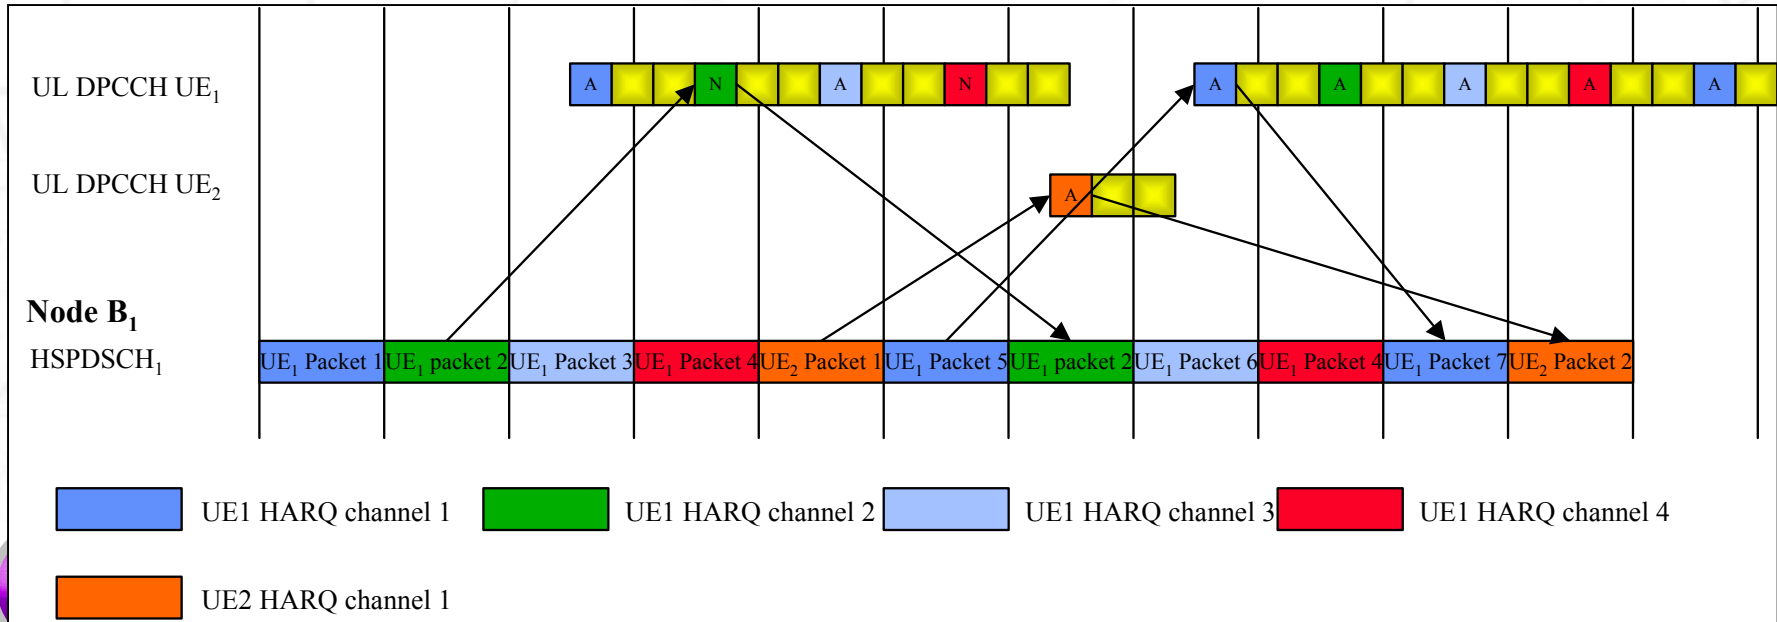 UL DPCCH UE1
A N A N A A A A A
UL DPCCH UE2
A
Node B1
HSPDSCH1
UE1 Packet 1 UE1 packet 2 UE1 Packet 3 UE1 Packet 4 UE2 Packet 1 UE1 Packet 5 UE1 packet 2 UE1 Packet 6 UE1 Packet 4 UE1 Packet 7 UE2 Packet 2
UE1 HARQ channel 1 UE1 HARQ channel 2 UE1 HARQ channel 3 UE1 HARQ channel 4
UE2 HARQ channel 1